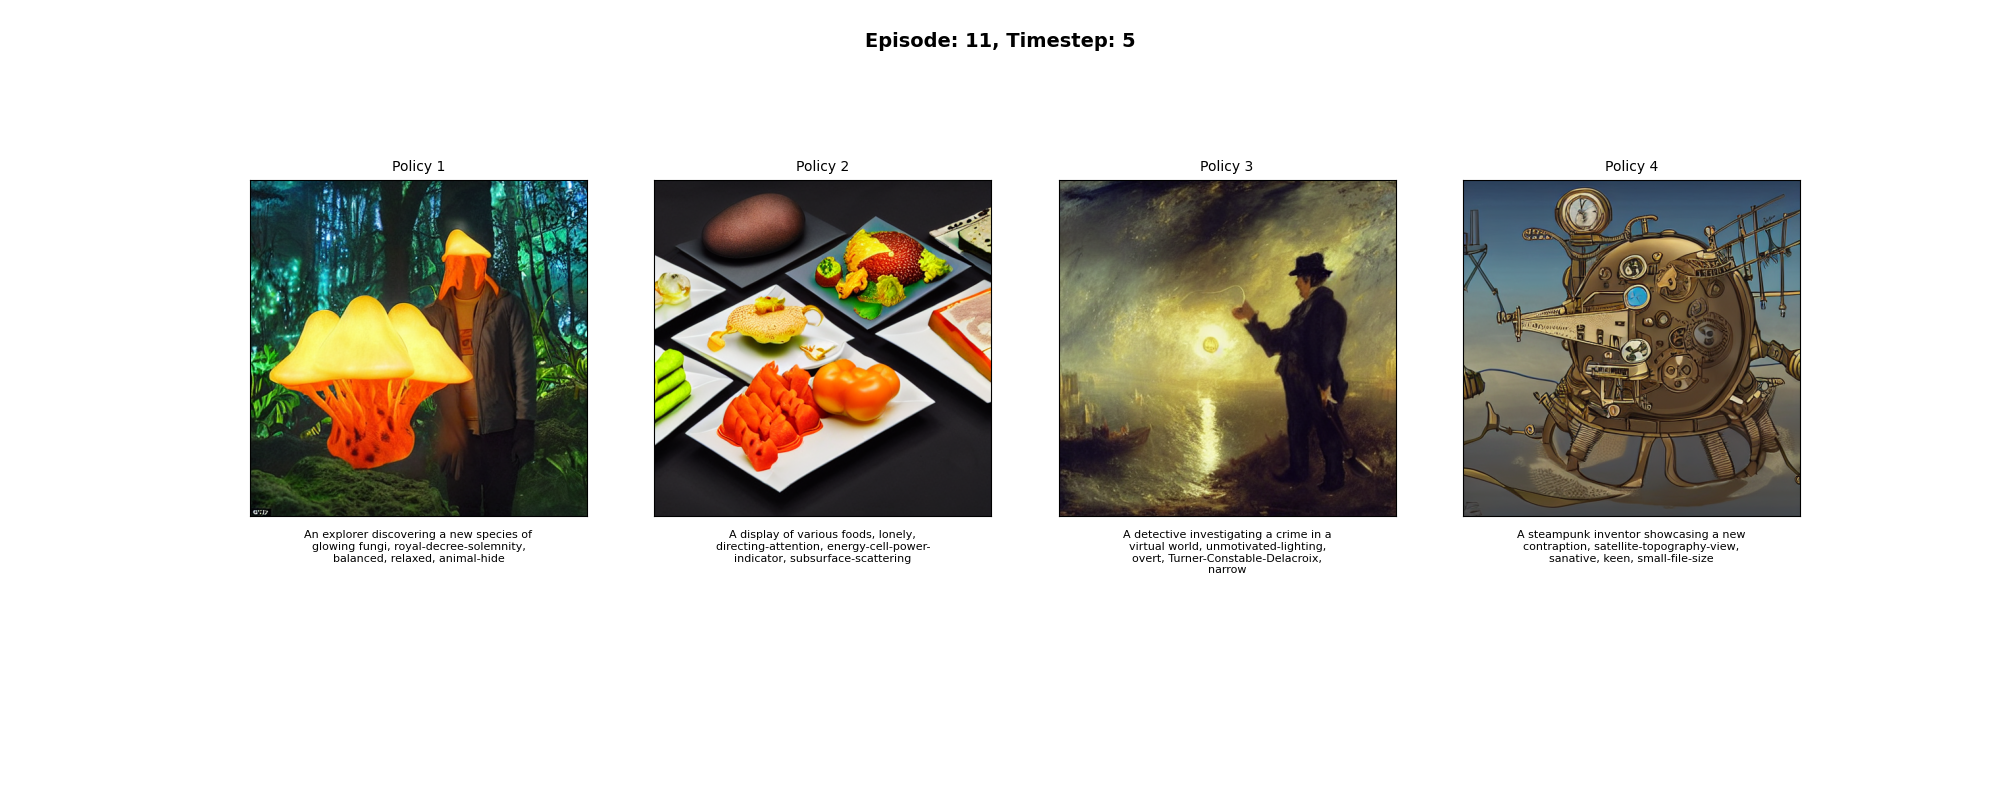 Episode: 11, Timestep: 5
Policy 1
Policy 2
Policy 3
Policy 4
An explorer discovering a new species of
glowing fungi, royal-decree-solemnity,
balanced, relaxed, animal-hide
A display of various foods, lonely,
directing-attention, energy-cell-power-
indicator, subsurface-scattering
A detective investigating a crime in a
virtual world, unmotivated-lighting,
overt, Turner-Constable-Delacroix,
narrow
A steampunk inventor showcasing a new
contraption, satellite-topography-view,
sanative, keen, small-file-size